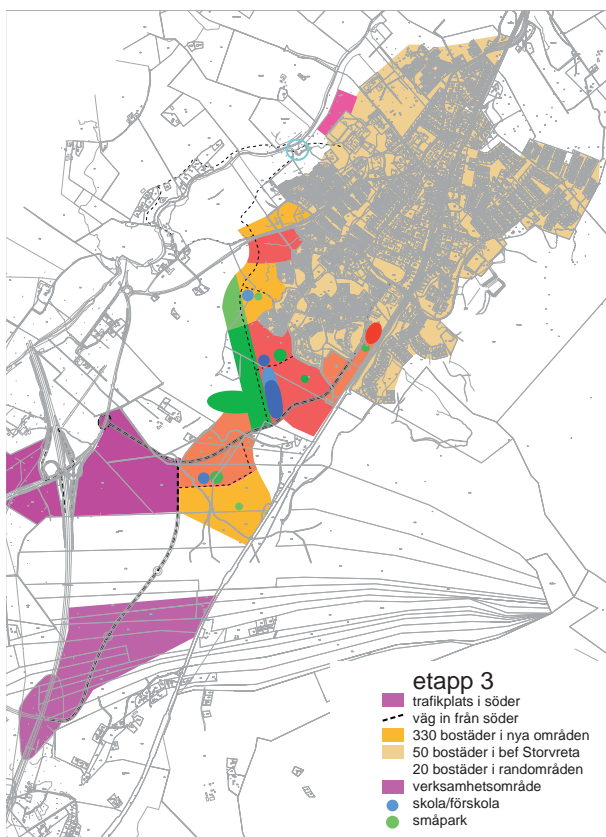 etapp 3
trafikplats i söder
väg in från söder
330 bostäder i nya områden
50 bostäder i bef Storvreta
20 bostäder i randområden
verksamhetsområde
skola/förskola
småpark